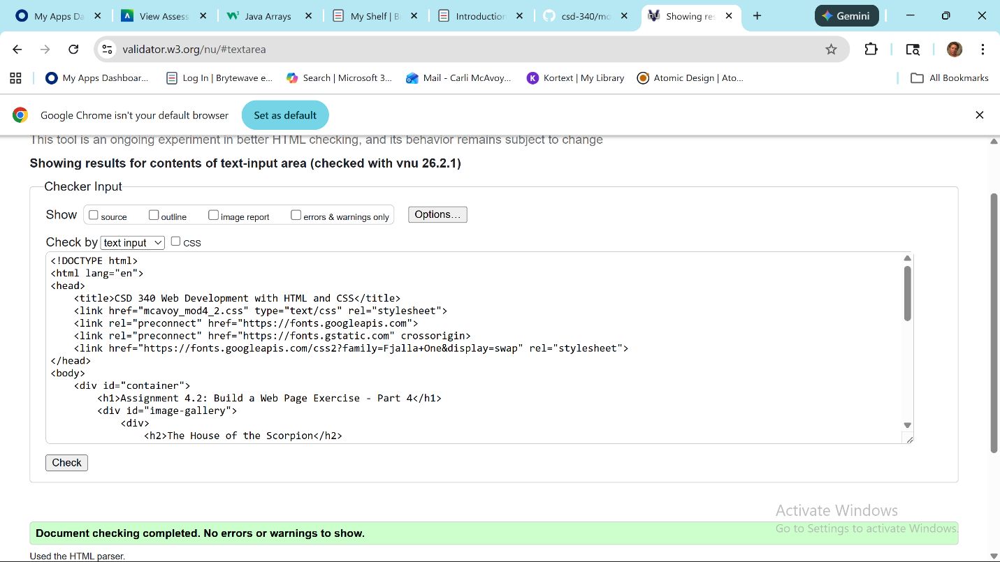 My Apps Da
View Assess
Java Arrays
My Shelf | B
Introduction
csd-340/mo
Showing res
Gemini
validator.w3.org/nu/#textarea
My Apps Dashboar...
Log In | Brytewave e...
Search | Microsoft 3...
Mail - Carli McAvoy...
Kortext | My Library
Atomic Design | Ato...
All Bookmarks
Google Chrome isn't your default browser
Set as default
This tool is an ongoing experiment in better HTML checking, and its behavior remains subject to change
Showing results for contents of text-input area (checked with vnu 26.2.1)
Checker Input
Show source outline image report errors & warnings only Options...
Check by text input CSS
<!DOCTYPE html>
<html lang="en">
<head>
    <title>CSD 340 Web Development with HTML and CSS</title>
    <link href="mcavoy_mod4_2.css" type="text/css" rel="stylesheet">
    <link rel="preconnect" href="https://fonts.googleapis.com">
    <link rel="preconnect" href="https://fonts.gstatic.com" crossorigin>
    <link href="https://fonts.googleapis.com/css2?family=Fjalla+One&display=swap" rel="stylesheet">
</head>
<body>
    <div id="container">
        <h1>Assignment 4.2: Build a Web Page Exercise - Part 4</h1>
        <div id="image-gallery">
            <div>
                <h2>The House of the Scorpion</h2>
Check
Activate Windows
Go to Settings to activate Windows.
Document checking completed. No errors or warnings to show.
Used the HTML parser.